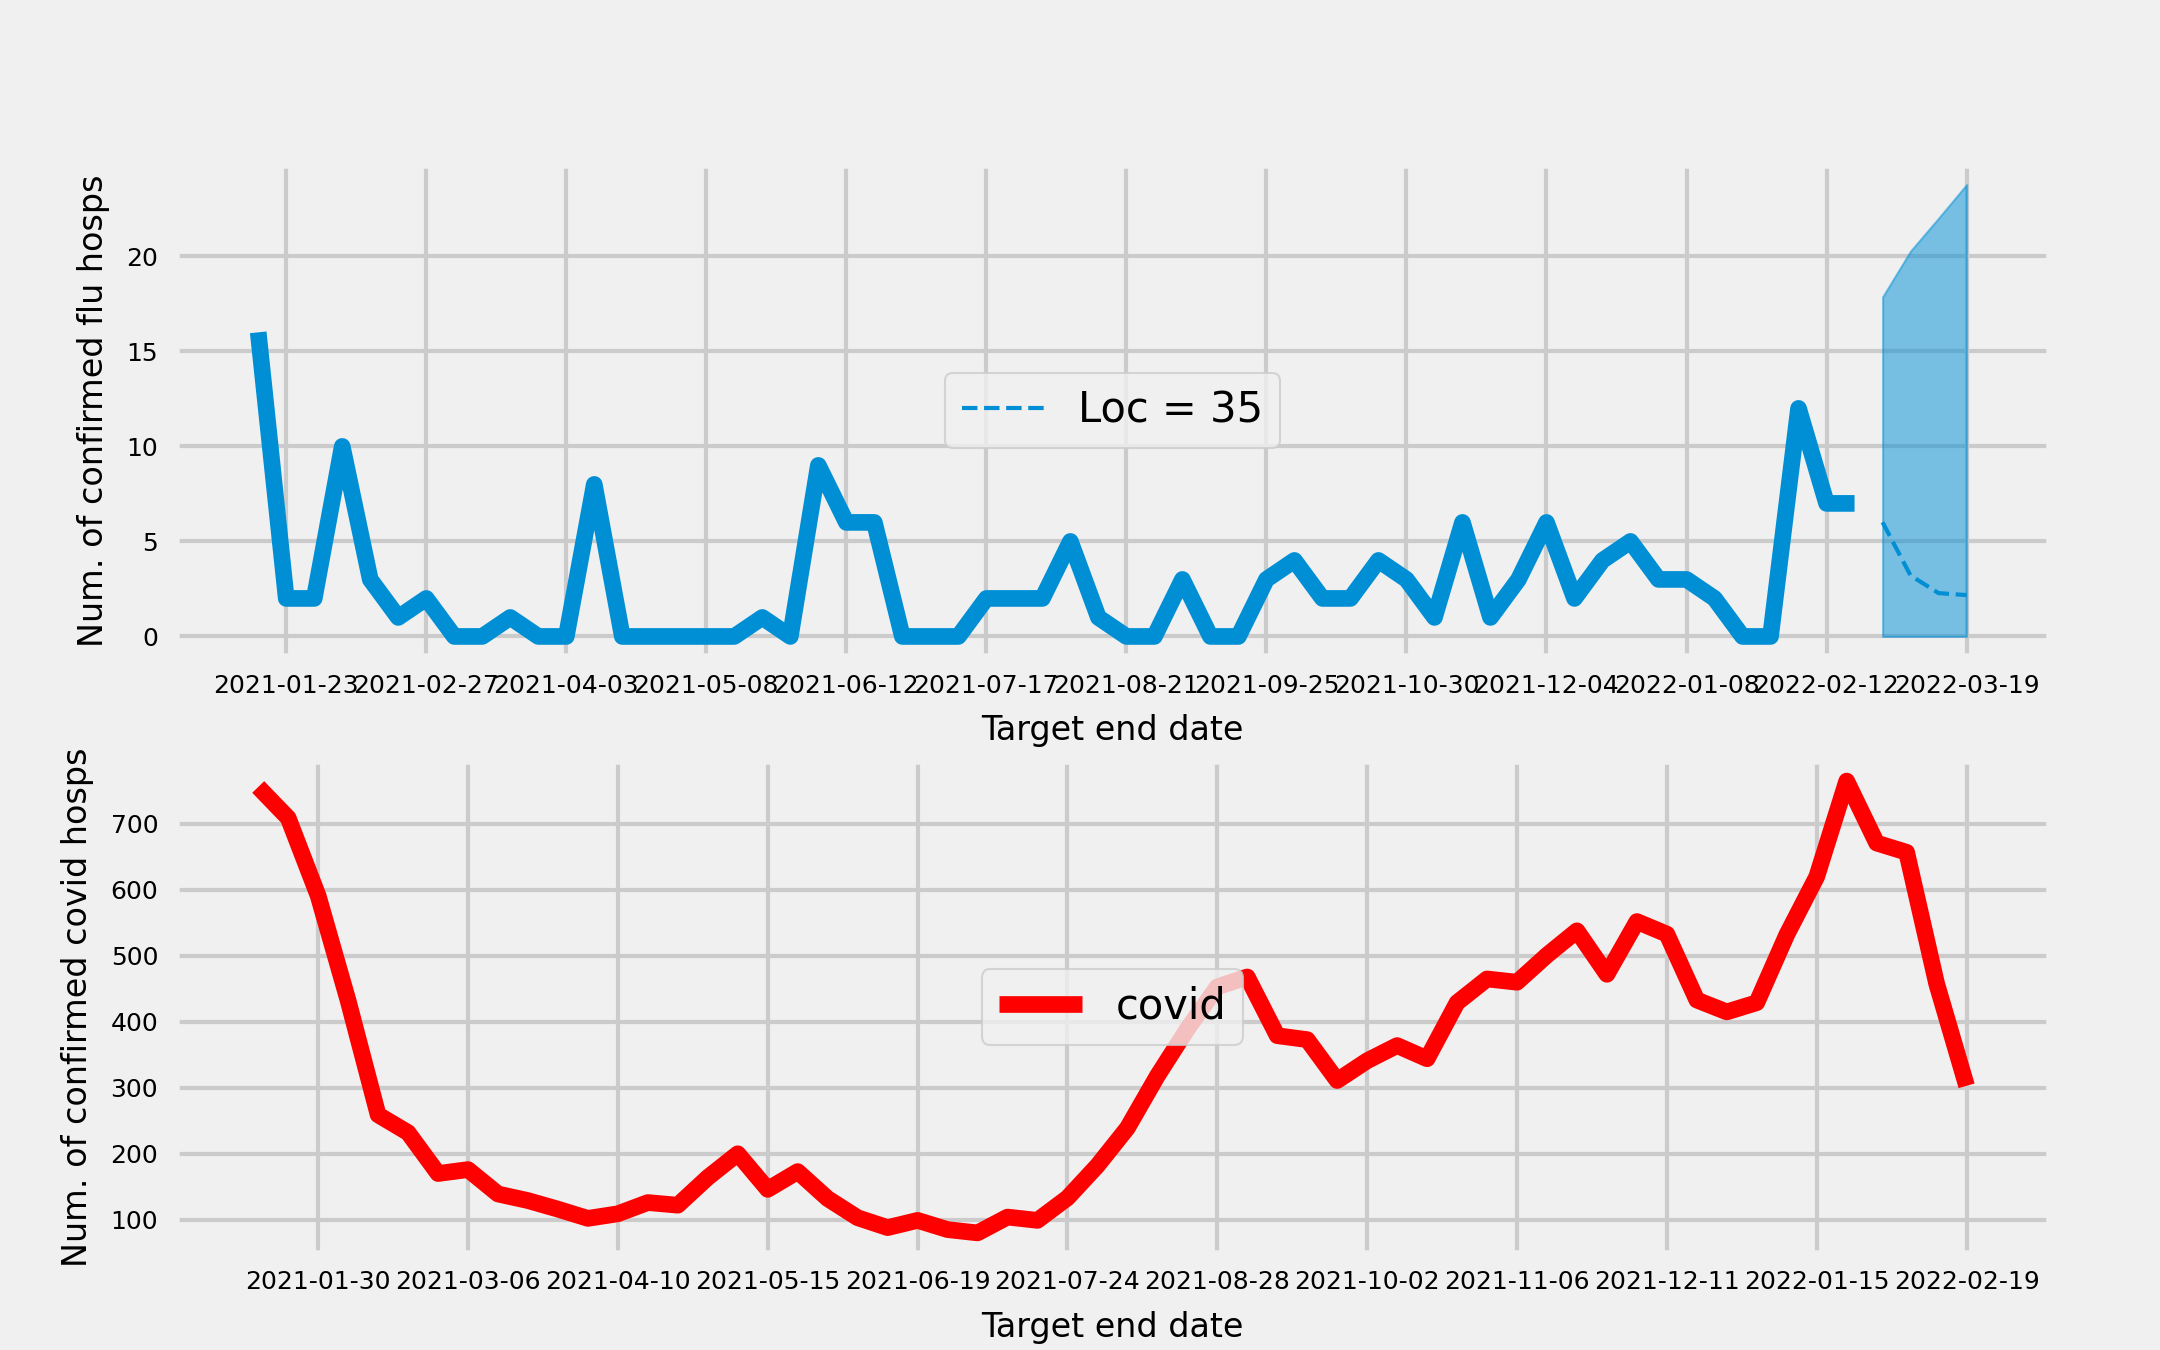 Num. of confirmed flu hosps
20
15
10
5
0
Loc = 35
2021-01-23 2021-02-27 2021-04-03 2021-05-08 2021-06-12 2021-07-17 2021-08-21 2021-09-25 2021-10-30 2021-12-04 2022-01-08 2022-02-12 2022-03-19
Target end date
Num. of confirmed covid hosps
700
600
500
400
300
200
100
covid
2021-01-30 2021-03-06 2021-04-10 2021-05-15 2021-06-19 2021-07-24 2021-08-28 2021-10-02 2021-11-06 2021-12-11 2022-01-15 2022-02-19
Target end date